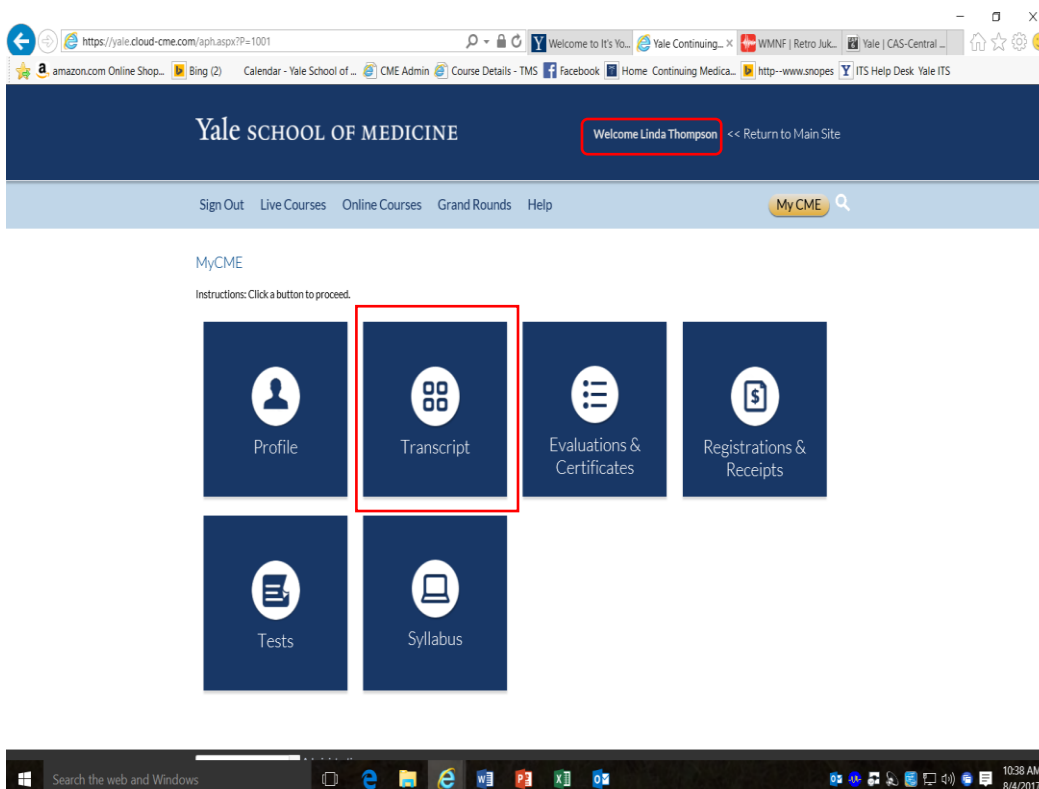 https://yale.cloud-cme.com/aph.aspx?P=1001
Welcome to It's Yo...
Yale Continuing...
WMNF | Retro Juk...
Yale | CAS-Central ...
amazon.com Online Shop...
Bing (2)
Calendar - Yale School of ...
CME Admin
Course Details - TMS
Facebook
Home Continuing Medica...
http--www.snopes
ITS Help Desk Yale ITS
Yale SCHOOL OF MEDICINE
Welcome Linda Thompson << Return to Main Site
Sign Out Live Courses Online Courses Grand Rounds Help My CME
MyCME
Instructions: Click a button to proceed.
Profile
Transcript
Evaluations &
Certificates
Registrations &
Receipts
Tests
Syllabus
Search the web and Windows
10:38 AM
8/4/2017